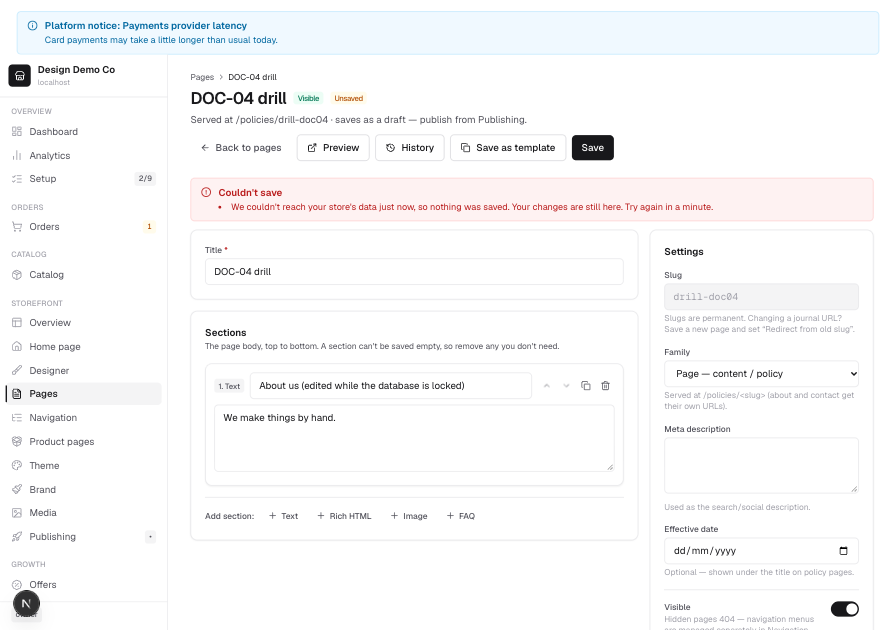 Platform notice: Payments provider latency
Card payments may take a little longer than usual today.
Design Demo Co
localhost
OVERVIEW
Dashboard
Analytics
Setup 2/9
ORDERS
Orders 1
CATALOG
Catalog
STOREFRONT
Overview
Home page
Designer
Pages
Navigation
Product pages
Theme
Brand
Media
Publishing
GROWTH
Offers
N
Pages > DOC-04 drill
DOC-04 drill Visible Unsaved
Served at /policies/drill-doc04 · saves as a draft — publish from Publishing.
Back to pages Preview History Save as template Save
Couldn't save
• We couldn't reach your store's data just now, so nothing was saved. Your changes are still here. Try again in a minute.
Title *
DOC-04 drill
Sections
The page body, top to bottom. A section can't be saved empty, so remove any you don't need.
1. Text About us (edited while the database is locked)
We make things by hand.
Add section: + Text + Rich HTML + Image + FAQ
Settings
Slug
drill-doc04
Slugs are permanent. Changing a journal URL?
Save a new page and set “Redirect from old slug”.
Family
Page — content / policy
Served at /policies/<slug> (about and contact get
their own URLs).
Meta description
Used as the search/social description.
Effective date
dd/mm/yyyy
Optional — shown under the title on policy pages.
Visible
Hidden pages 404 — navigation menus
are managed separately in Navigation